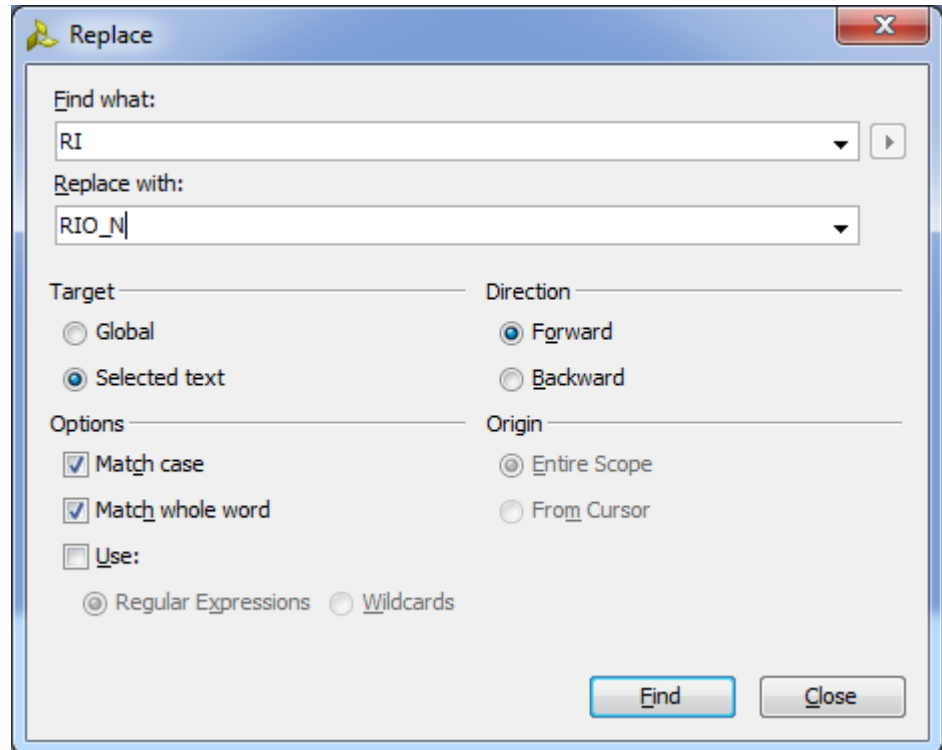 Replace
Find what:
RI
Replace with:
RIO_N
Target
Direction
Global
Forward
Selected text
Backward
Options
Origin
Match case
Entire Scope
Match whole word
From Cursor
Use:
Regular Expressions Wildcards
Find Close